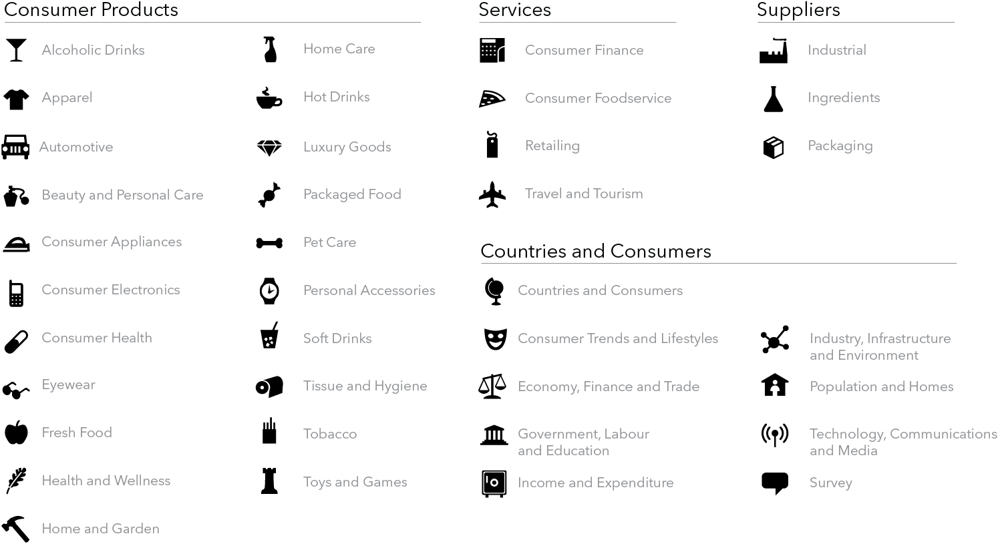 Consumer Products
Alcoholic Drinks
Apparel
Automotive
Beauty and Personal Care
Consumer Appliances
Consumer Electronics
Consumer Health
Eyewear
Fresh Food
Health and Wellness
Home and Garden
Home Care
Hot Drinks
Luxury Goods
Packaged Food
Pet Care
Personal Accessories
Soft Drinks
Tissue and Hygiene
Tobacco
Toys and Games
Services
Consumer Finance
Consumer Foodservice
Retailing
Travel and Tourism
Suppliers
Industrial
Ingredients
Packaging
Countries and Consumers
Countries and Consumers
Consumer Trends and Lifestyles
Economy, Finance and Trade
Government, Labour
and Education
Income and Expenditure
Industry, Infrastructure
and Environment
Population and Homes
Technology, Communications
and Media
Survey